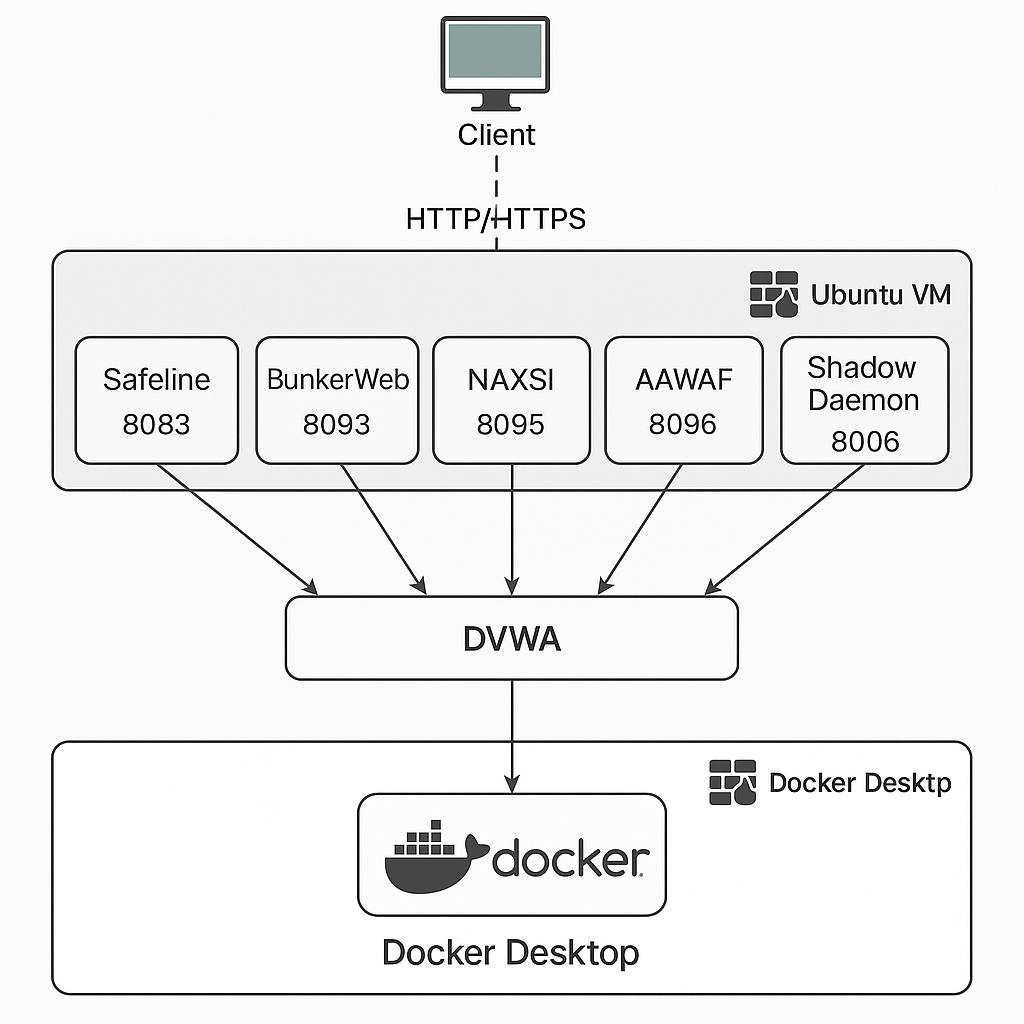 Client
HTTP/HTTPS
Ubuntu VM
Safeline
8083
BunkerWeb
8093
NAXSI
8095
AAWAF
8096
Shadow
Daemon
8006
DVWA
Docker Desktp
docker.
Docker Desktop